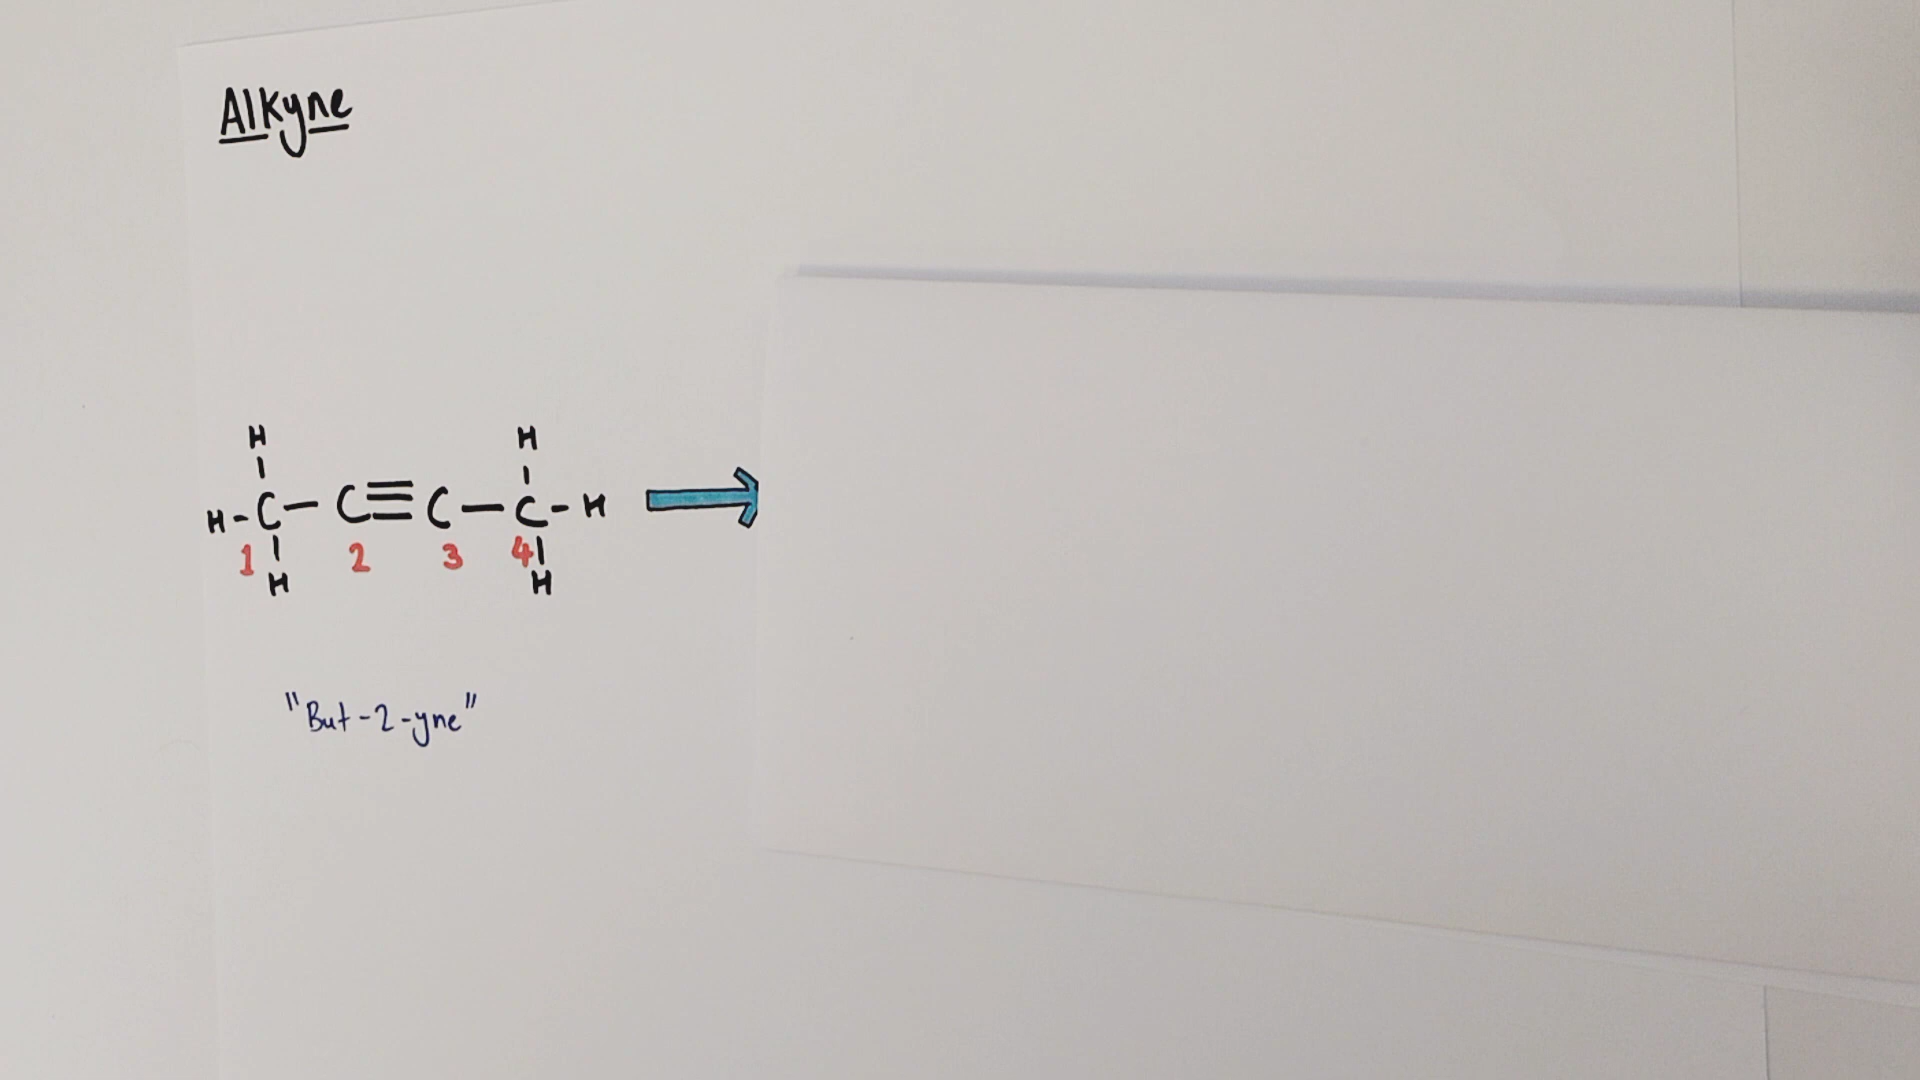 Alkyne
H H
H-C-C≡C-C-H
1 2 3 4
H H
"But-2-yne"